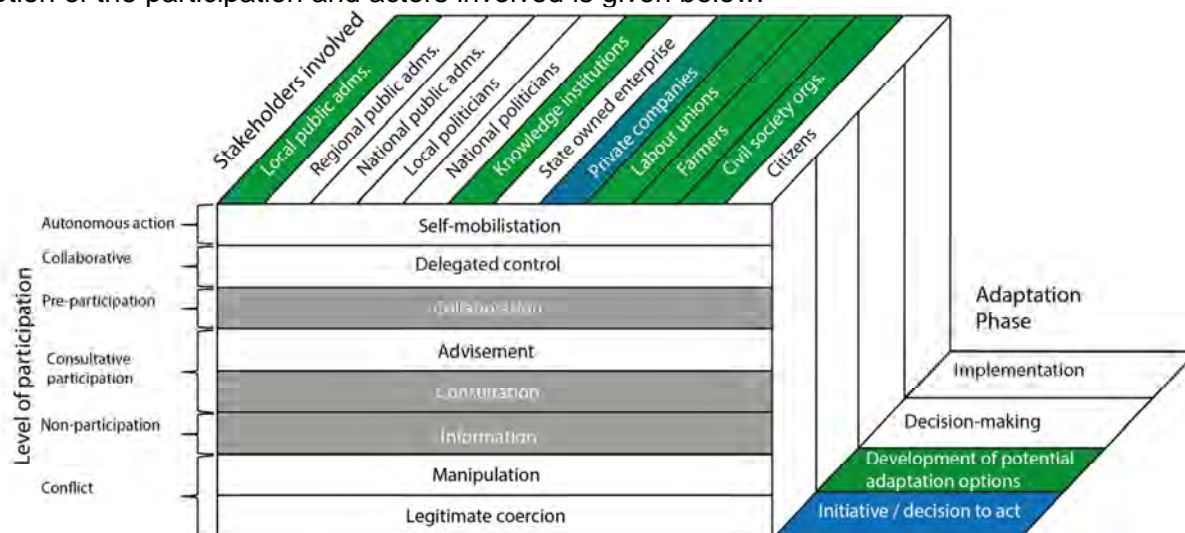 ction of the participation and actors involved is given below.
Stakeholders involved
Local public adms.
Regional public adms.
National public adms.
Local politicians
National politicians
Knowledge institutions
State owned enterprise
Private companies
Labour unions
Farmers
Civil society orgs.
Citizens
Level of participation
Autonomous action
Self-mobilistation
Collaborative
Delegated control
Pre-participation
Collaboration
Consultative
participation
Advisement
Consultation
Non-participation
Information
Conflict
Manipulation
Legitimate coercion
Adaptation
Phase
Implementation
Decision-making
Development of potential
adaptation options
Initiative / decision to act